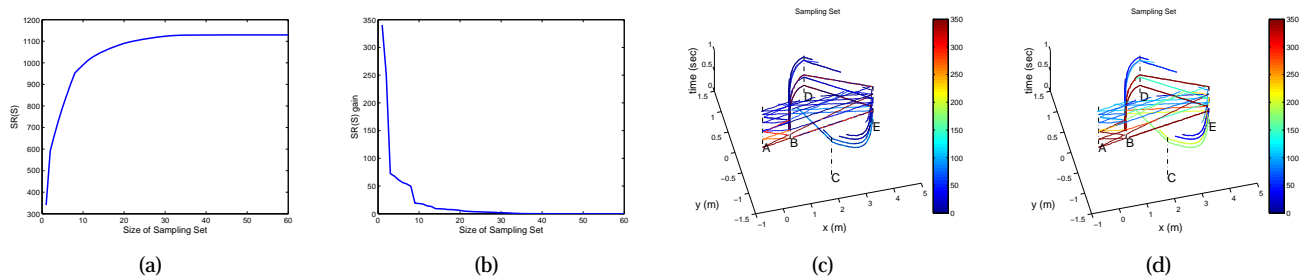 1200
1100
1000
900
800
700
600
500
400
300
0 10 20 30 40 50 60
SR(S)
Size of Sampling Set
(a)
350
300
250
200
150
100
50
0
0 10 20 30 40 50 60
SR(S) gain
Size of Sampling Set
(b)
Sampling Set
time (sec)
1
0.5
0
1.5
1
0.5
0
−0.5
−1
−1.5
y (m)
−1 0 1 2 3 4 5
x (m)
A
B
C
D
E
350
300
250
200
150
100
50
0
(c)
Sampling Set
time (sec)
1
0.5
0
1.5
1
0.5
0
−0.5
−1
−1.5
y (m)
−1 0 1 2 3 4 5
x (m)
A
B
C
D
E
350
300
250
200
150
100
50
0
(d)